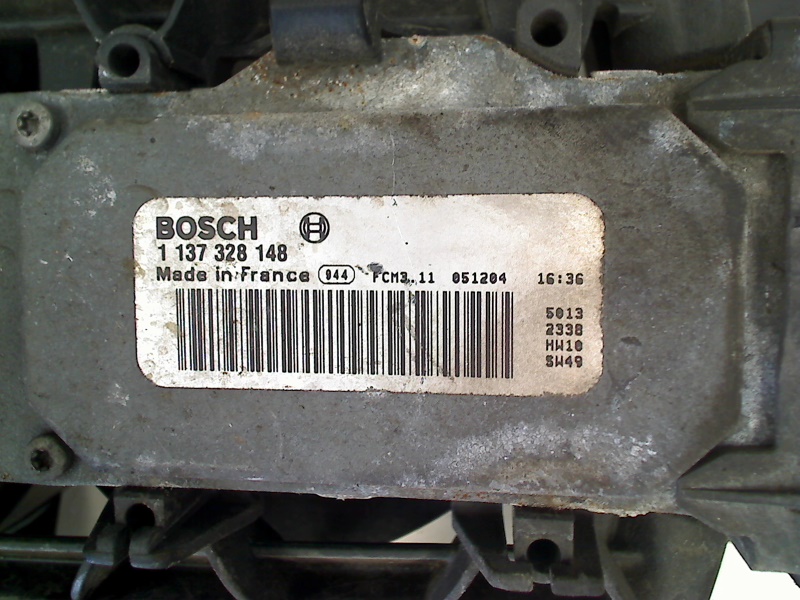 BOSCH
1 137 328 148
Made in France 944 FCM3.11 051204 16:36
5013
2338
HW10
SW49